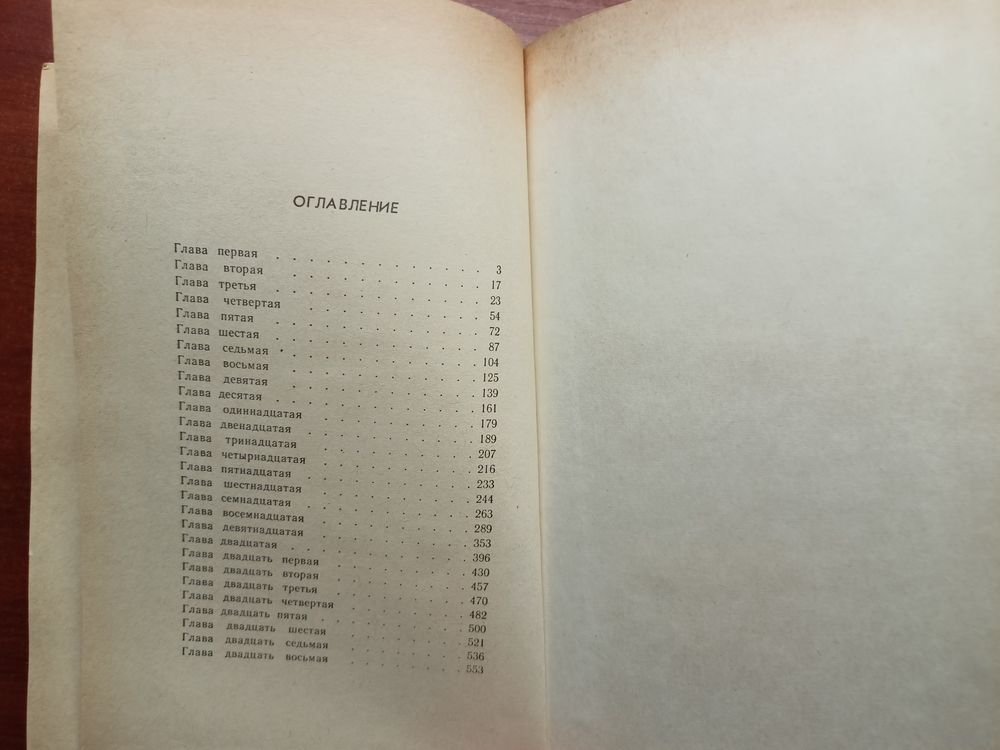 ОГЛАВЛЕНИЕ
Глава первая . . . . . . . . . . . . 3
Глава вторая . . . . . . . . . . . . 17
Глава третья . . . . . . . . . . . . 23
Глава четвертая . . . . . . . . . . . 54
Глава пятая . . . . . . . . . . . . 72
Глава шестая . . . . . . . . . . . . 87
Глава седьмая . . . . . . . . . . . 104
Глава восьмая . . . . . . . . . . . 125
Глава девятая . . . . . . . . . . . 139
Глава десятая . . . . . . . . . . . 161
Глава одиннадцатая . . . . . . . . . 179
Глава двенадцатая . . . . . . . . . 189
Глава тринадцатая . . . . . . . . . 207
Глава четырнадцатая . . . . . . . . 216
Глава пятнадцатая . . . . . . . . . 233
Глава шестнадцатая . . . . . . . . . 244
Глава семнадцатая . . . . . . . . . 263
Глава восемнадцатая . . . . . . . . 289
Глава девятнадцатая . . . . . . . . 353
Глава двадцатая . . . . . . . . . . 396
Глава двадцать первая . . . . . . . . 430
Глава двадцать вторая . . . . . . . . 457
Глава двадцать третья . . . . . . . . 470
Глава двадцать четвертая . . . . . . . 482
Глава двадцать пятая . . . . . . . . 500
Глава двадцать шестая . . . . . . . . 521
Глава двадцать седьмая . . . . . . . 536
Глава двадцать восьмая . . . . . . . 553